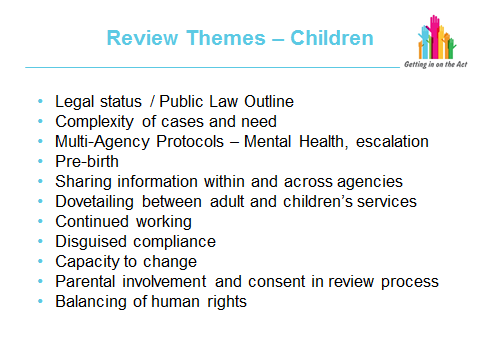 Review Themes – Children
Getting in on the Act
• Legal status / Public Law Outline
• Complexity of cases and need
• Multi-Agency Protocols – Mental Health, escalation
• Pre-birth
• Sharing information within and across agencies
• Dovetailing between adult and children’s services
• Continued working
• Disguised compliance
• Capacity to change
• Parental involvement and consent in review process
• Balancing of human rights